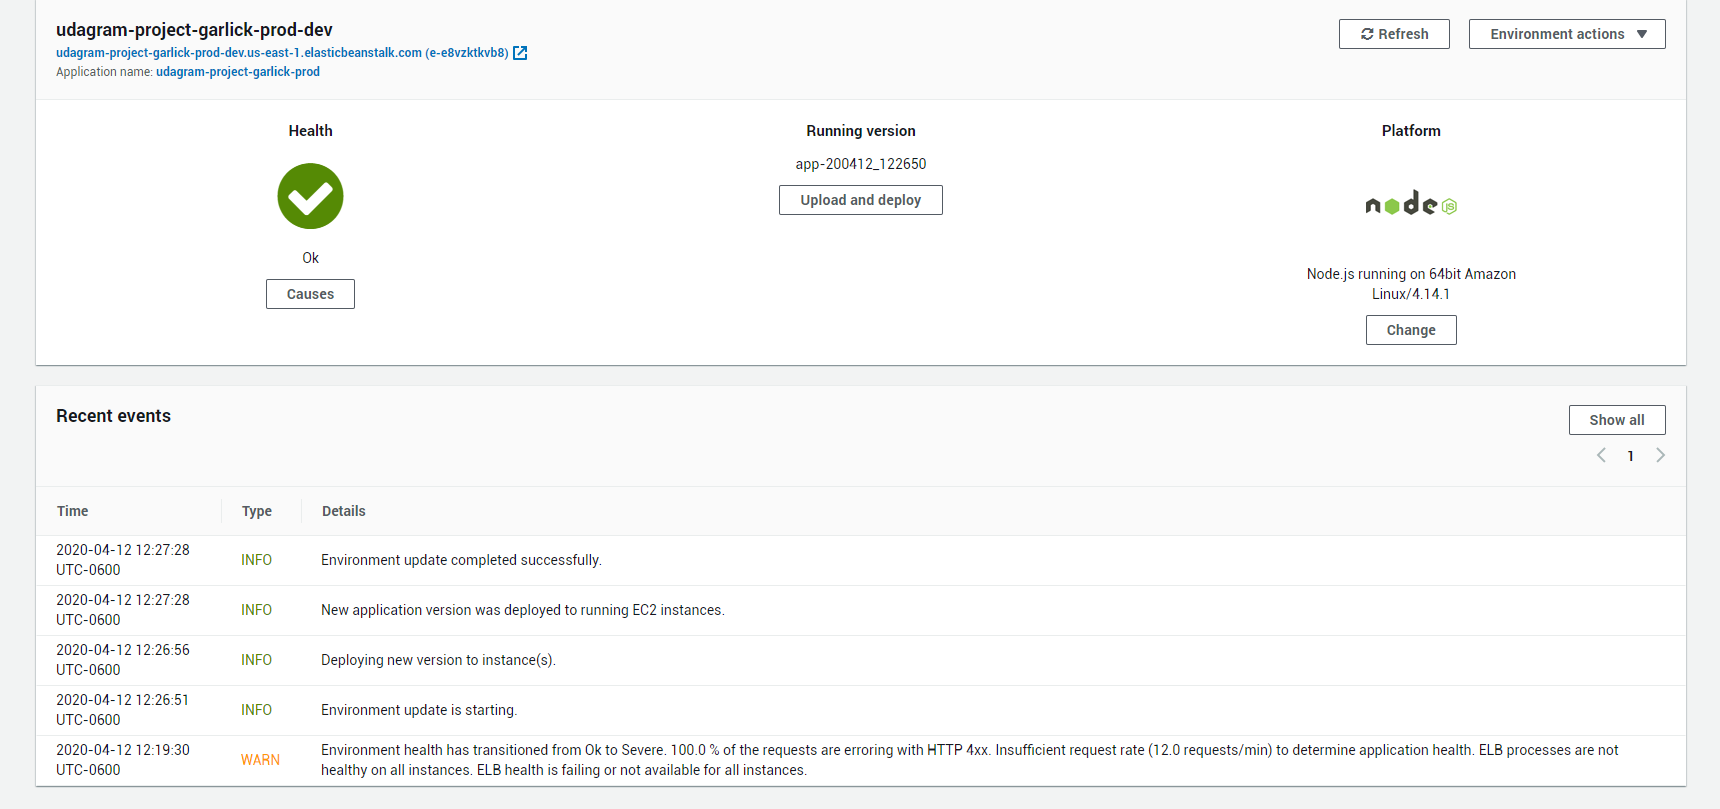 udagram-project-garlick-prod-dev
udagram-project-garlick-prod-dev.us-east-1.elasticbeanstalk.com (e-e8vzktkvb8)
Application name: udagram-project-garlick-prod
Refresh
Environment actions
Health
Ok
Causes
Running version
app-200412_122650
Upload and deploy
Platform
node JS
Node.js running on 64bit Amazon
Linux/4.14.1
Change
Recent events
Show all
1
Time Type Details
2020-04-12 12:27:28
UTC-0600
INFO
Environment update completed successfully.
2020-04-12 12:27:28
UTC-0600
INFO
New application version was deployed to running EC2 instances.
2020-04-12 12:26:56
UTC-0600
INFO
Deploying new version to instance(s).
2020-04-12 12:26:51
UTC-0600
INFO
Environment update is starting.
2020-04-12 12:19:30
UTC-0600
WARN
Environment health has transitioned from Ok to Severe. 100.0 % of the requests are erroring with HTTP 4xx. Insufficient request rate (12.0 requests/min) to determine application health. ELB processes are not
healthy on all instances. ELB health is failing or not available for all instances.